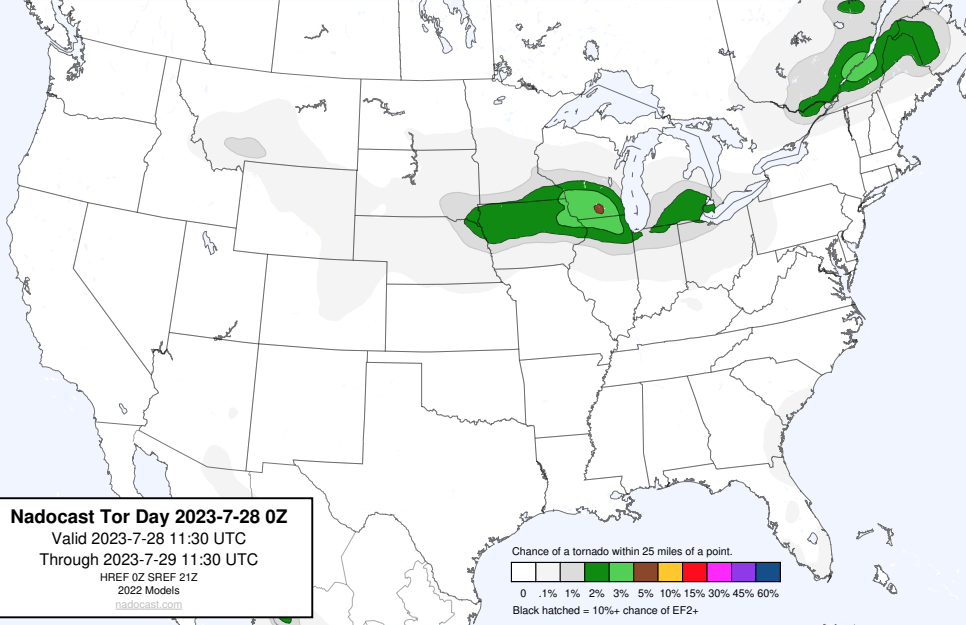 Nadocast Tor Day 2023-7-28 0Z
Valid 2023-7-28 11:30 UTC
Through 2023-7-29 11:30 UTC
HREF 0Z SREF 21Z
2022 Models
nadocast.com
Chance of a tornado within 25 miles of a point.
0 .1% 1% 2% 3% 5% 10% 15% 30% 45% 60%
Black hatched = 10%+ chance of EF2+